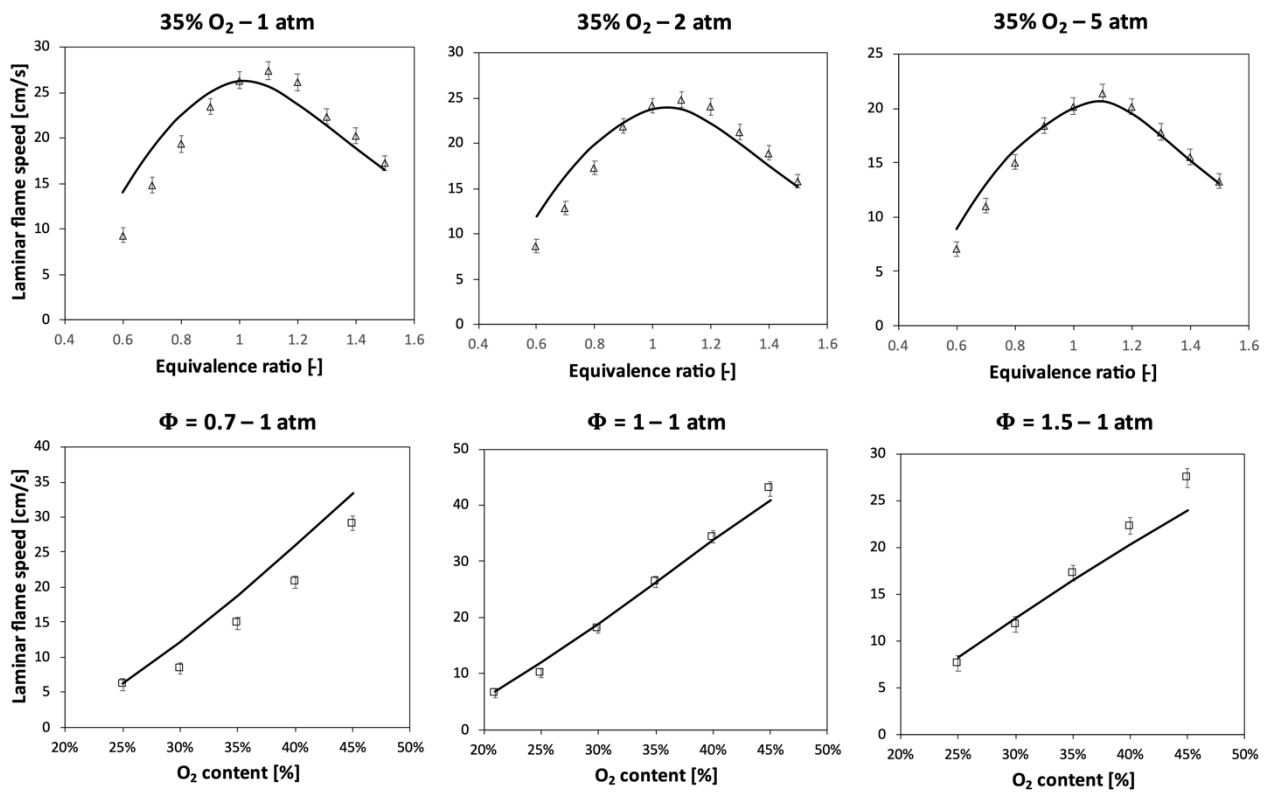 35% O₂ – 1 atm
Laminar flame speed [cm/s]
30
25
20
15
10
5
0
0.4 0.6 0.8 1 1.2 1.4 1.6
Equivalence ratio [-]
35% O₂ – 2 atm
30
25
20
15
10
5
0
0.4 0.6 0.8 1 1.2 1.4 1.6
Equivalence ratio [-]
35% O₂ – 5 atm
25
20
15
10
5
0
0.4 0.6 0.8 1 1.2 1.4 1.6
Equivalence ratio [-]
Φ = 0.7 – 1 atm
Laminar flame speed [cm/s]
40
35
30
25
20
15
10
5
0
20% 25% 30% 35% 40% 45% 50%
O₂ content [%]
Φ = 1 – 1 atm
50
40
30
20
10
0
20% 25% 30% 35% 40% 45% 50%
O₂ content [%]
Φ = 1.5 – 1 atm
30
25
20
15
10
5
0
20% 25% 30% 35% 40% 45% 50%
O₂ content [%]